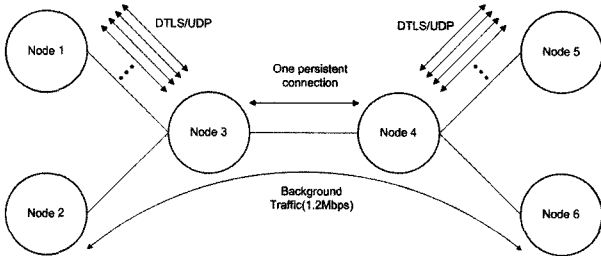 DTLS/UDP
DTLS/UDP
Node 1
Node 5
One persistent
connection
Node 3
Node 4
Background
Traffic(1.2Mbps)
Node 2
Node 6